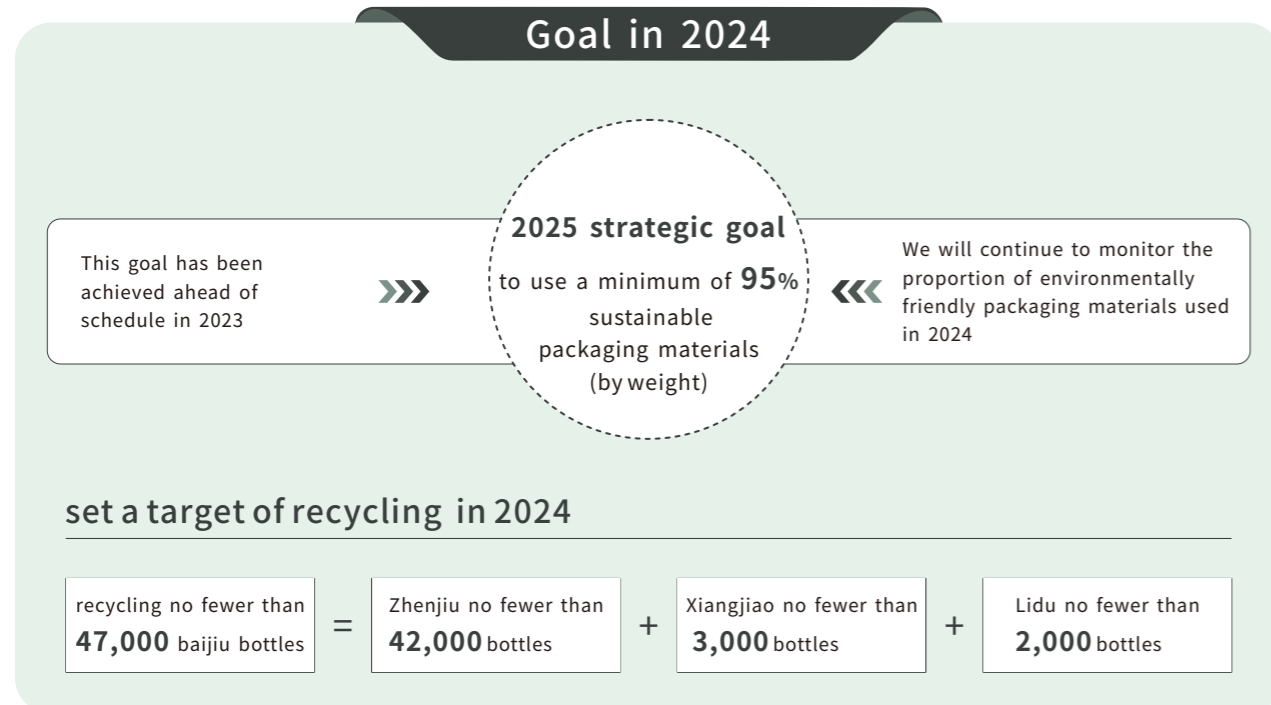 Goal in 2024
This goal has been
achieved ahead of
schedule in 2023
2025 strategic goal
to use a minimum of 95%
sustainable
packaging materials
(by weight)
We will continue to monitor the
proportion of environmentally
friendly packaging materials used
in 2024
set a target of recycling in 2024
recycling no fewer than
47,000 baijiu bottles
=
Zhenjiu no fewer than
42,000 bottles
+
Xiangjiao no fewer than
3,000 bottles
+
Lidu no fewer than
2,000 bottles